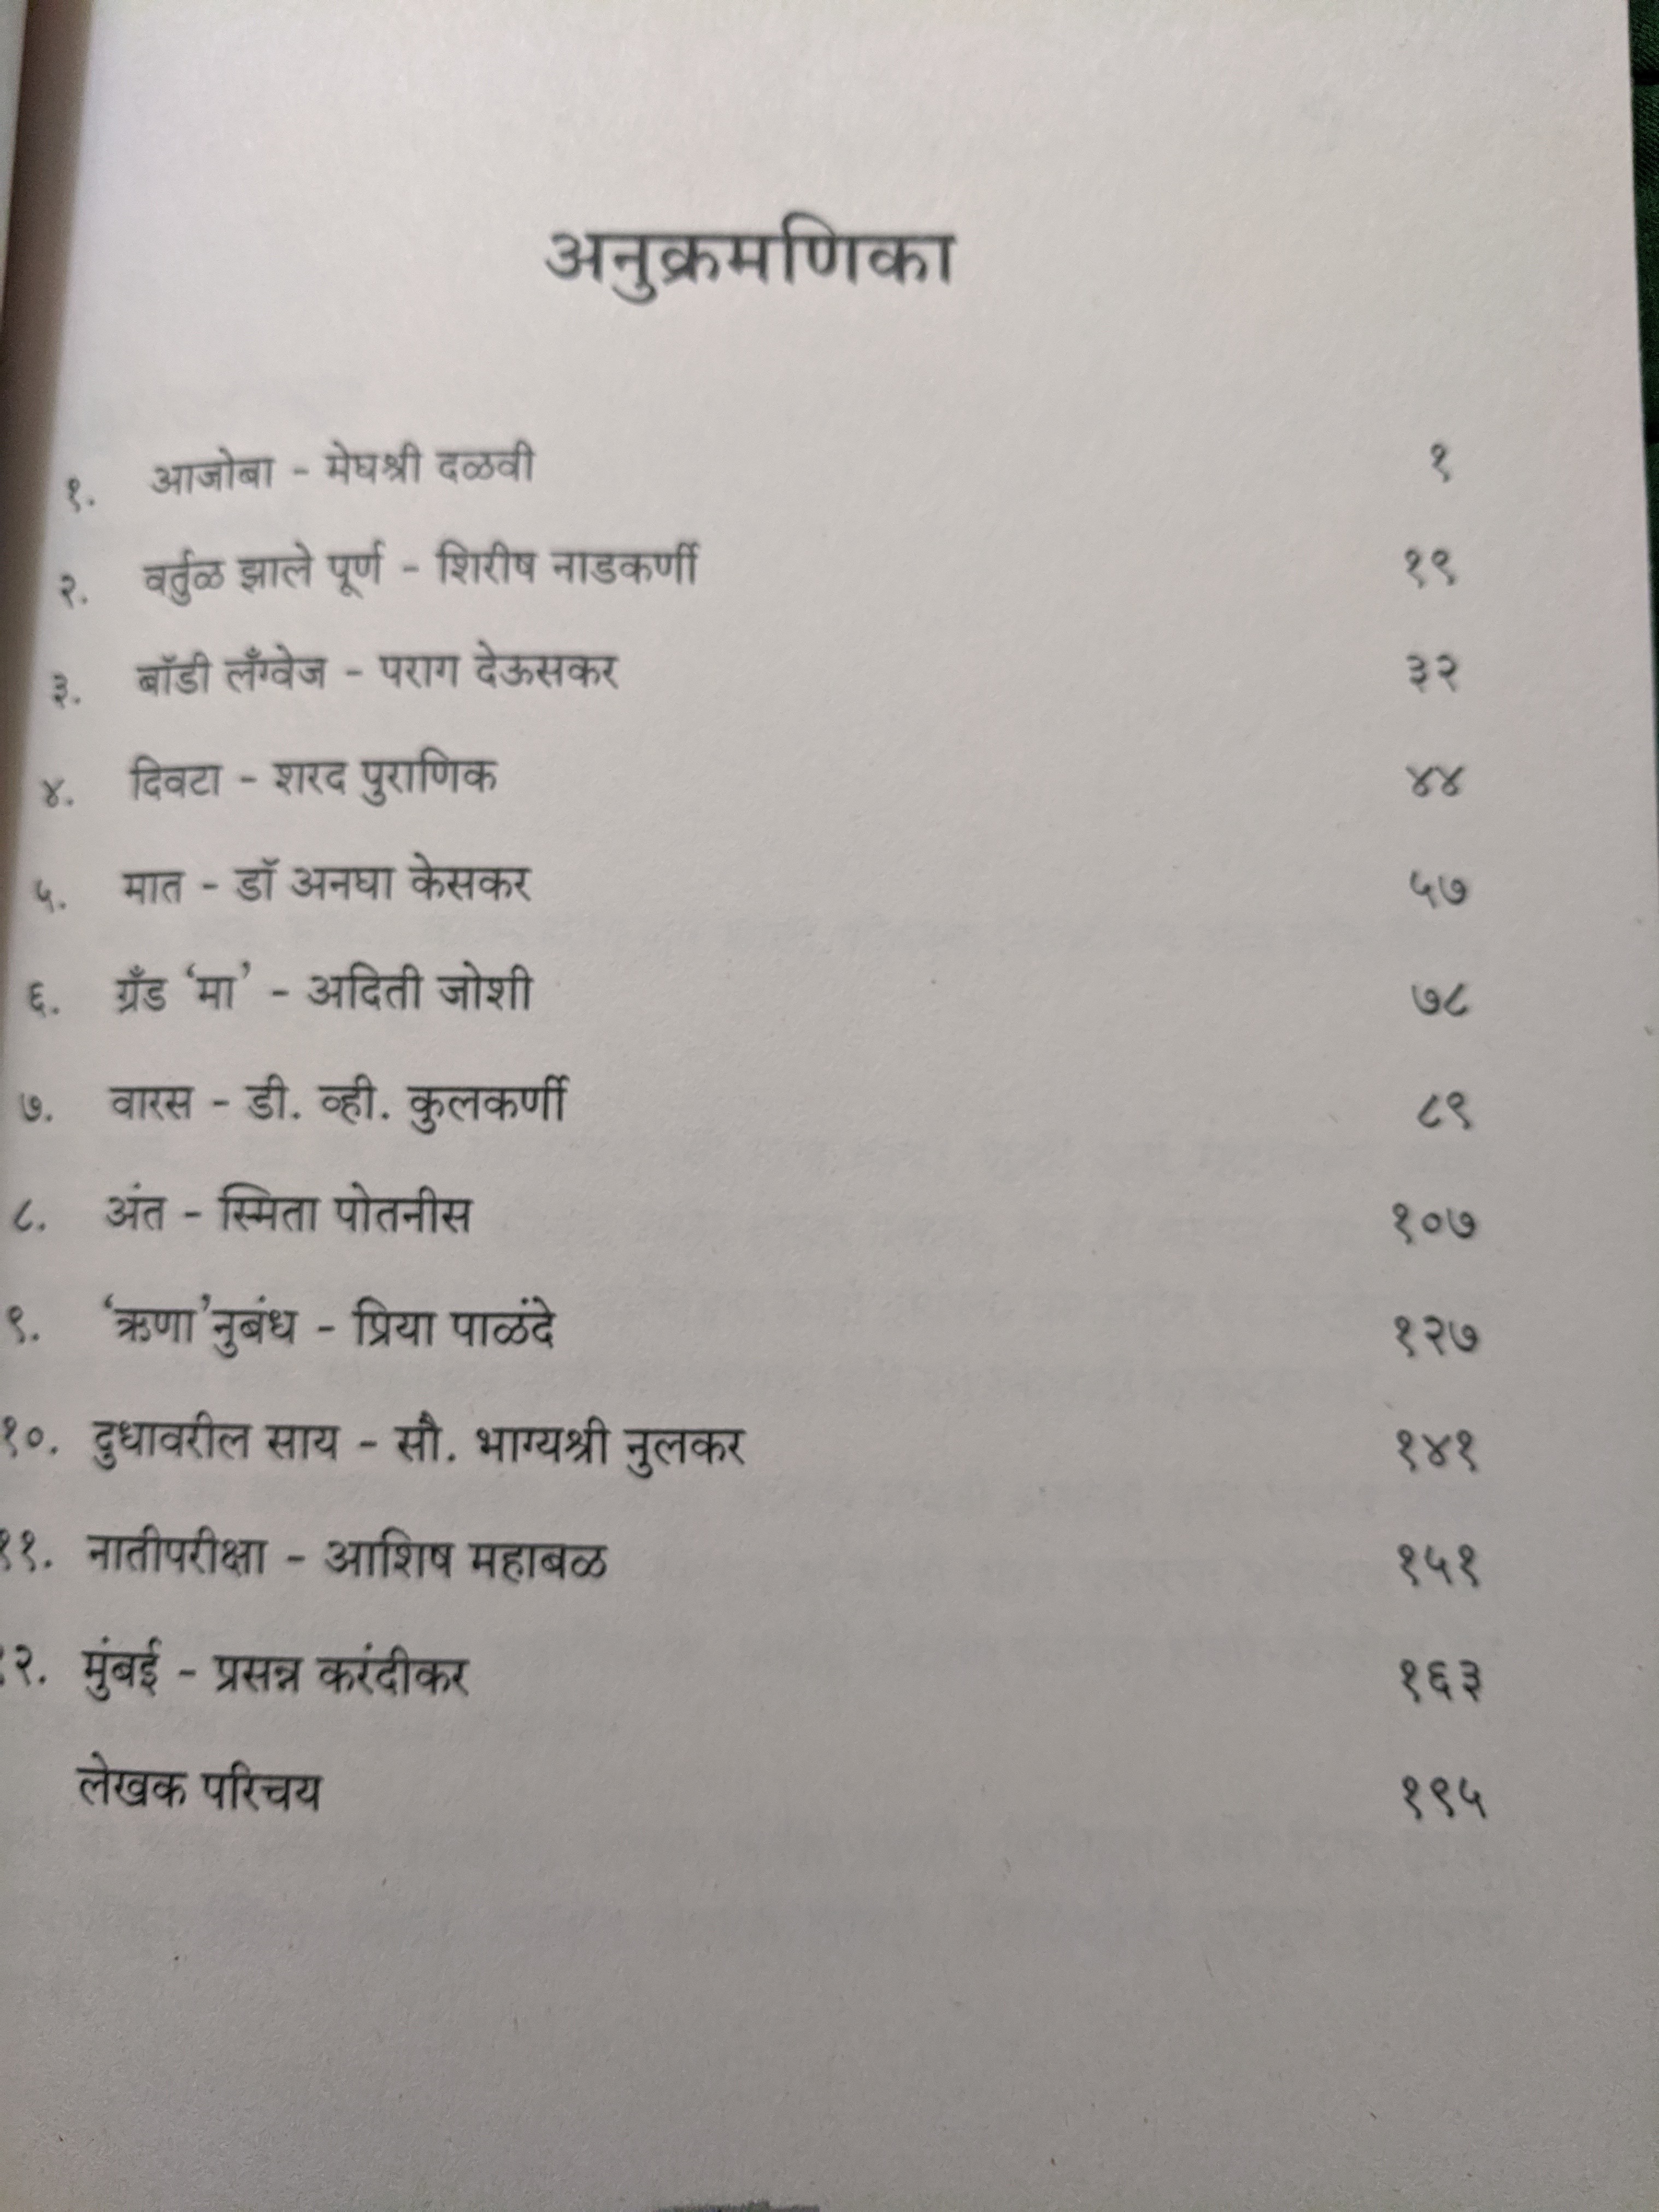 अनुक्रमणिका
१. आजोबा - मेघश्री दळवी १
२. वर्तुळ झाले पूर्ण - शिरीष नाडकर्णी १९
३. बॉडी लँग्वेज - पराग देऊसकर ३२
४. दिवटा - शरद पुराणिक ४४
५. मात - डॉ अनघा केसकर ५७
६. ग्रँड ‘मा’ - अदिती जोशी ७८
७. वारस - डी. व्ही. कुलकर्णी ८९
८. अंत - स्मिता पोतनीस १०७
९. ‘ऋणा’नुबंध - प्रिया पाळंदे १२७
१०. दुधावरील साय - सौ. भाग्यश्री नुलकर १४१
११. नातीपरीक्षा - आशिष महाबळ १५१
१२. मुंबई - प्रसन्न करंदीकर १६३
लेखक परिचय १९५